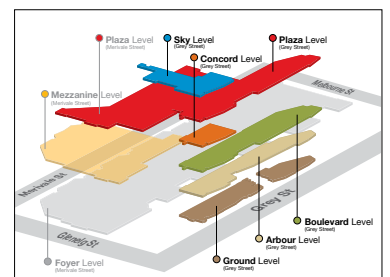 Plaza Level
(Merivale Street)
Sky Level
(Grey Street)
Plaza Level
(Grey Street)
Concord Level
(Grey Street)
Mezzanine Level
(Merivale Street)
Melbourne St
Merivale St
Glenelg St
Grey St
Boulevard Level
(Grey Street)
Arbour Level
(Grey Street)
Ground Level
(Grey Street)
Foyer Level
(Merivale Street)